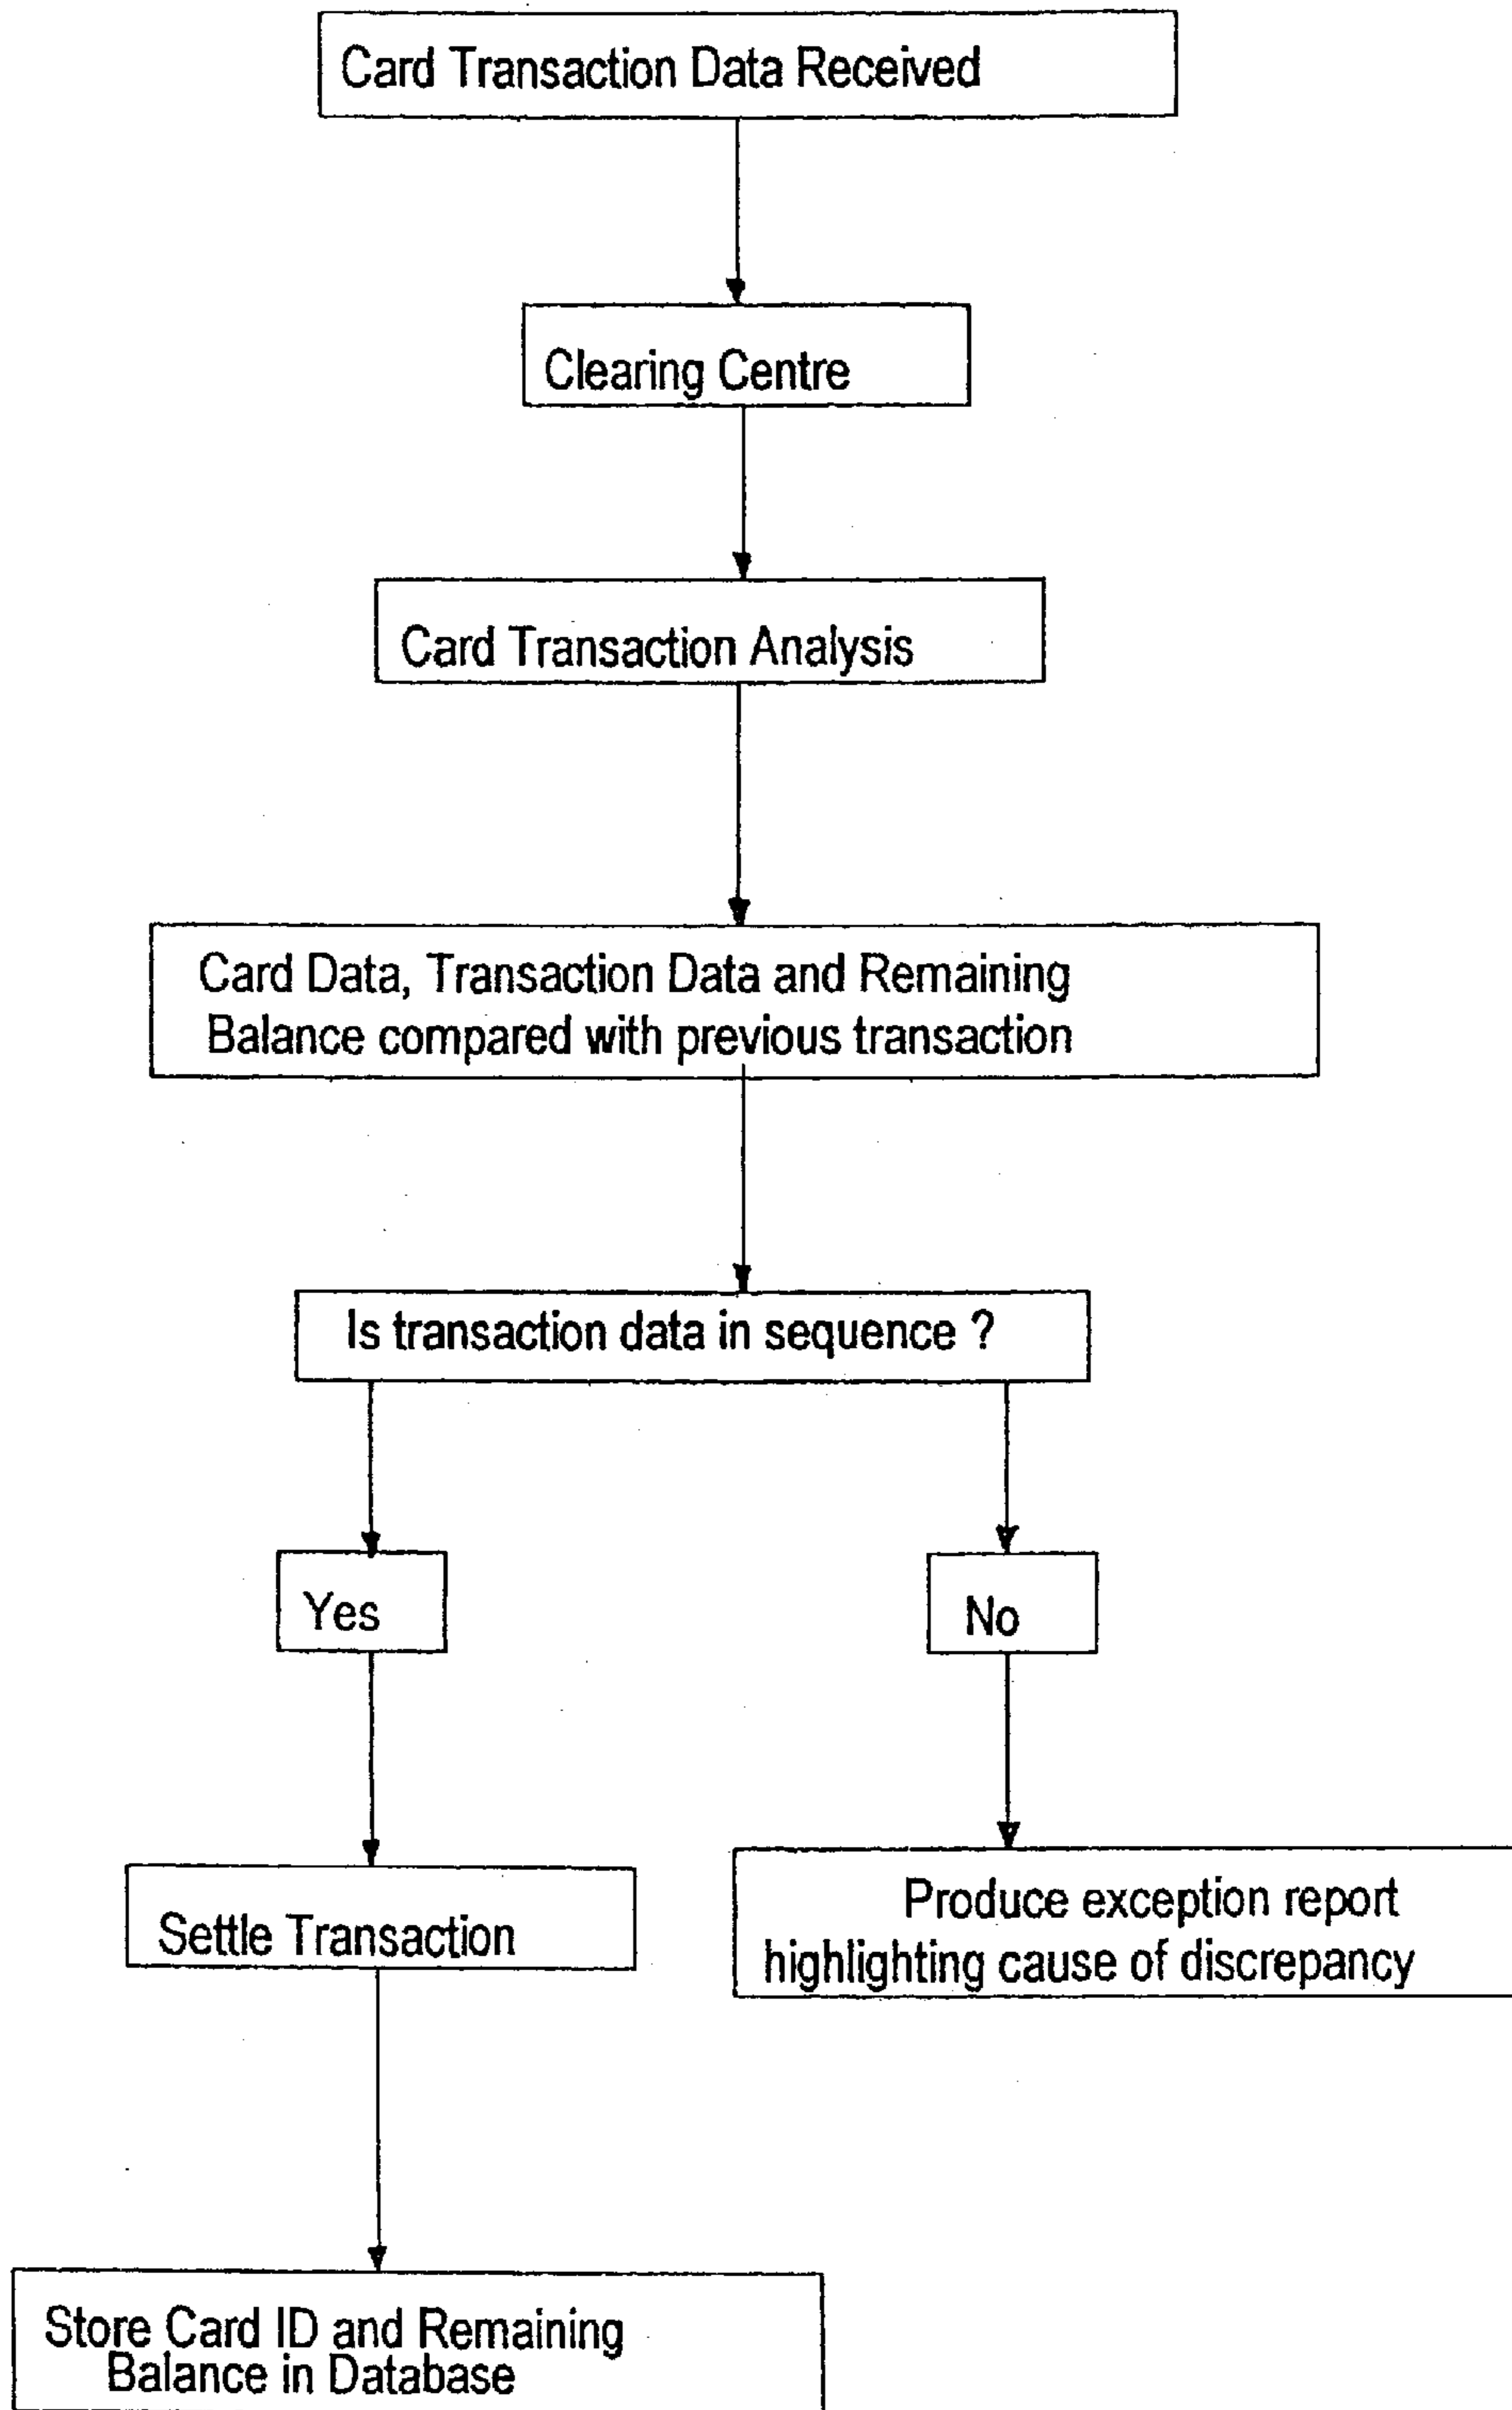 Card Transaction Data Received
Clearing Centre
Card Transaction Analysis
Card Data, Transaction Data and Remaining
Balance compared with previous transaction
Is transaction data in sequence ?
Yes
No
Settle Transaction
Produce exception report
highlighting cause of discrepancy
Store Card ID and Remaining
Balance in Database